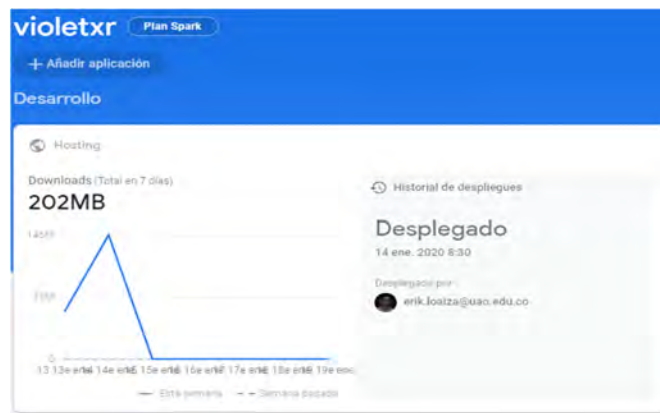 violetxr Plan Spark
+ Añadir aplicación
Desarrollo
Hosting
Downloads (Total en 7 días)
202MB
0
Historial de despliegues
Desplegado
14 ene. 2020 8:30
Desplegado por
erik.loaiza@uao.edu.co
Esta semana -- Semana pasada